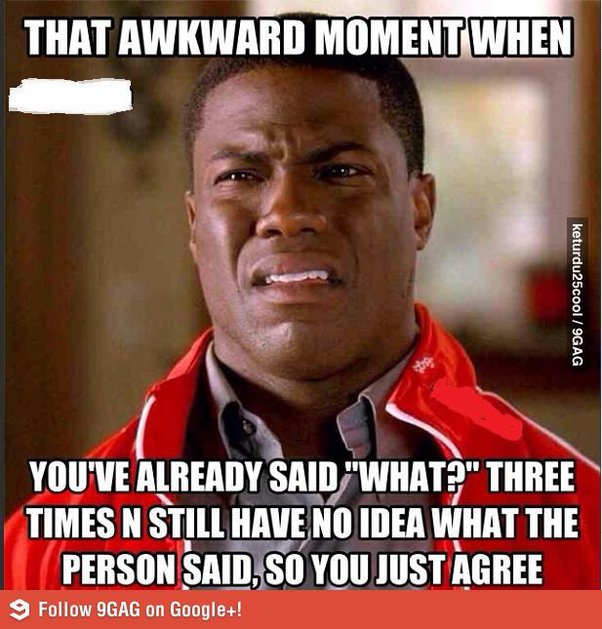 THAT AWKWARD MOMENT WHEN
keturdu25cool / 9GAG
YOU'VE ALREADY SAID "WHAT?" THREE
TIMES N STILL HAVE NO IDEA WHAT THE
PERSON SAID, SO YOU JUST AGREE
Follow 9GAG on Google+!